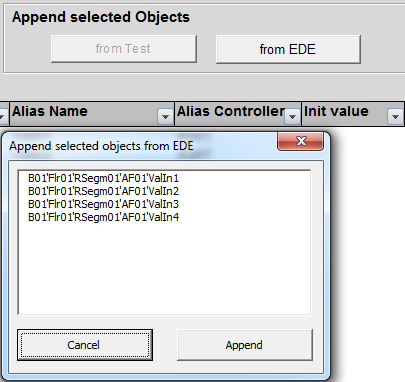 Append selected Objects
from Test from EDE
Alias Name Alias Controller Init value
Append selected objects from EDE
B01'Flr01'RSegm01'AF01'ValIn1
B01'Flr01'RSegm01'AF01'ValIn2
B01'Flr01'RSegm01'AF01'ValIn3
B01'Flr01'RSegm01'AF01'ValIn4
Cancel Append